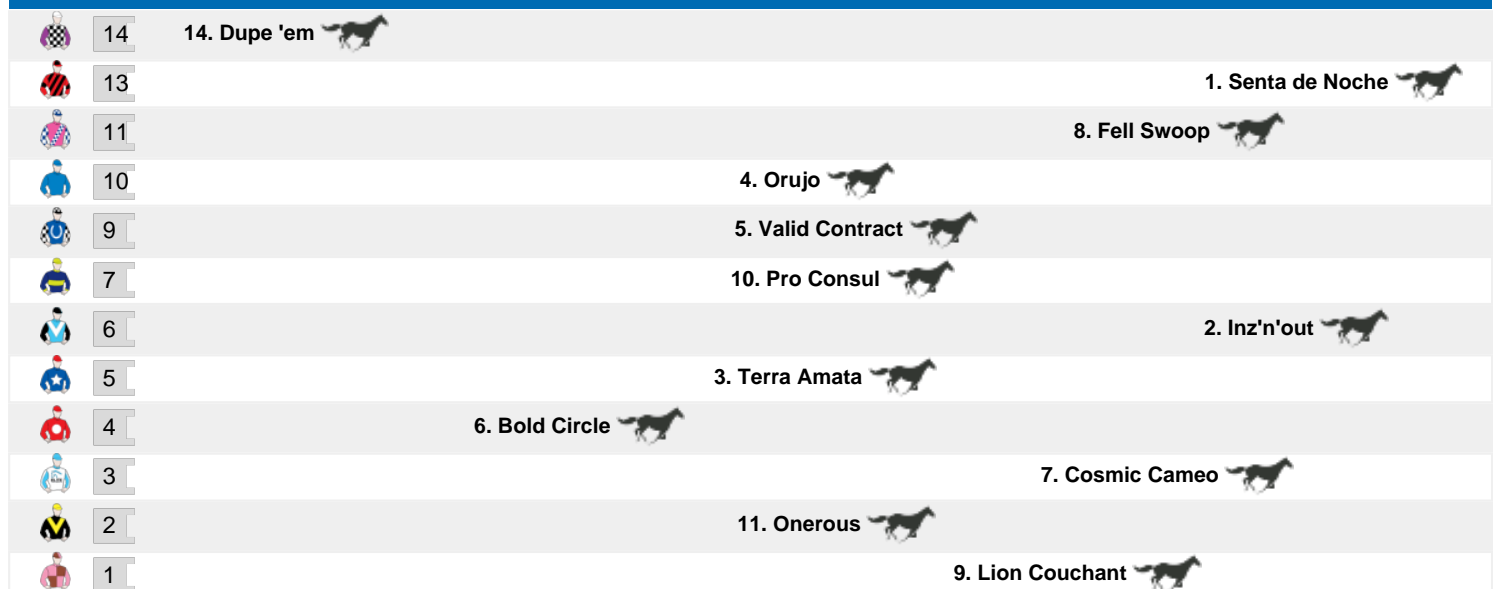 14 14. Dupe 'em
13 1. Senta de Noche
11 8. Fell Swoop
10 4. Orujo
9 5. Valid Contract
7 10. Pro Consul
6 2. Inz'n'out
5 3. Terra Amata
4 6. Bold Circle
3 7. Cosmic Cameo
2 11. Onerous
1 9. Lion Couchant